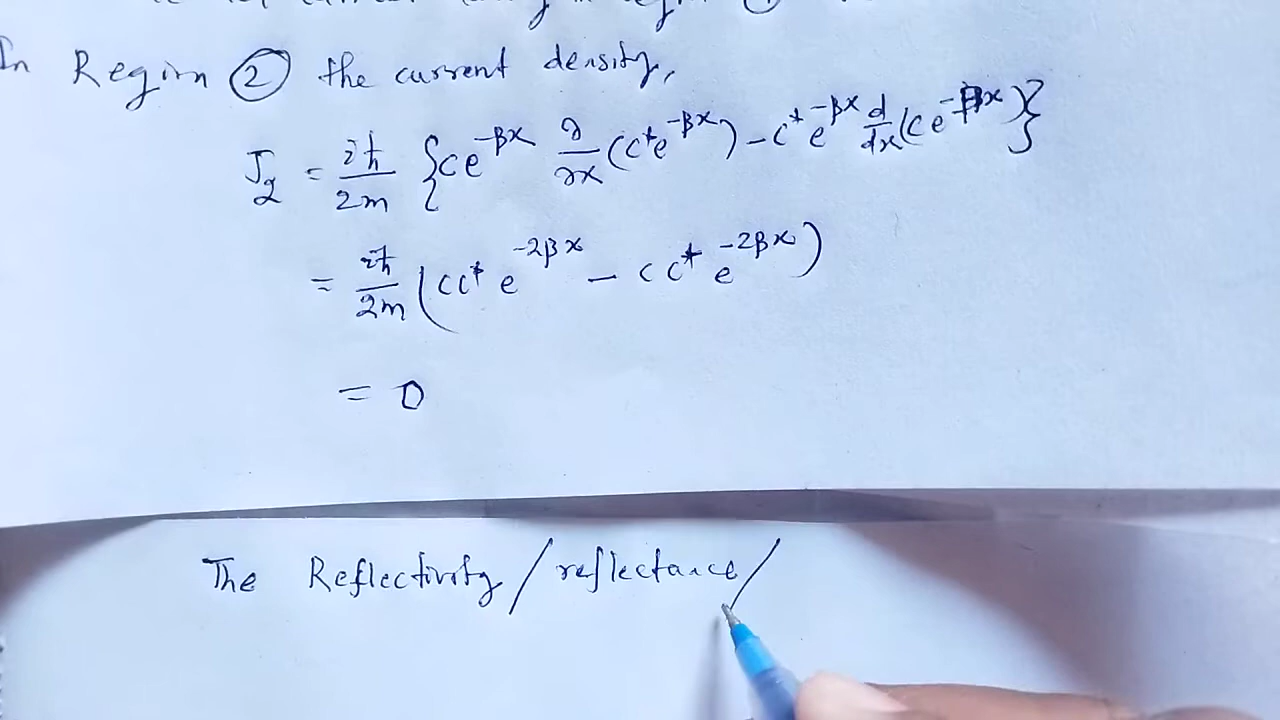 In Region ② the current density,
J₂ = iħ/2m {ce^-βx ∂/∂x (c*e^-βx) - c*e^-βx d/dx (ce^-βx)}
= iħ/2m (cc* e^-2βx - cc* e^-2βx)
= 0
The Reflectivity/reflectance/